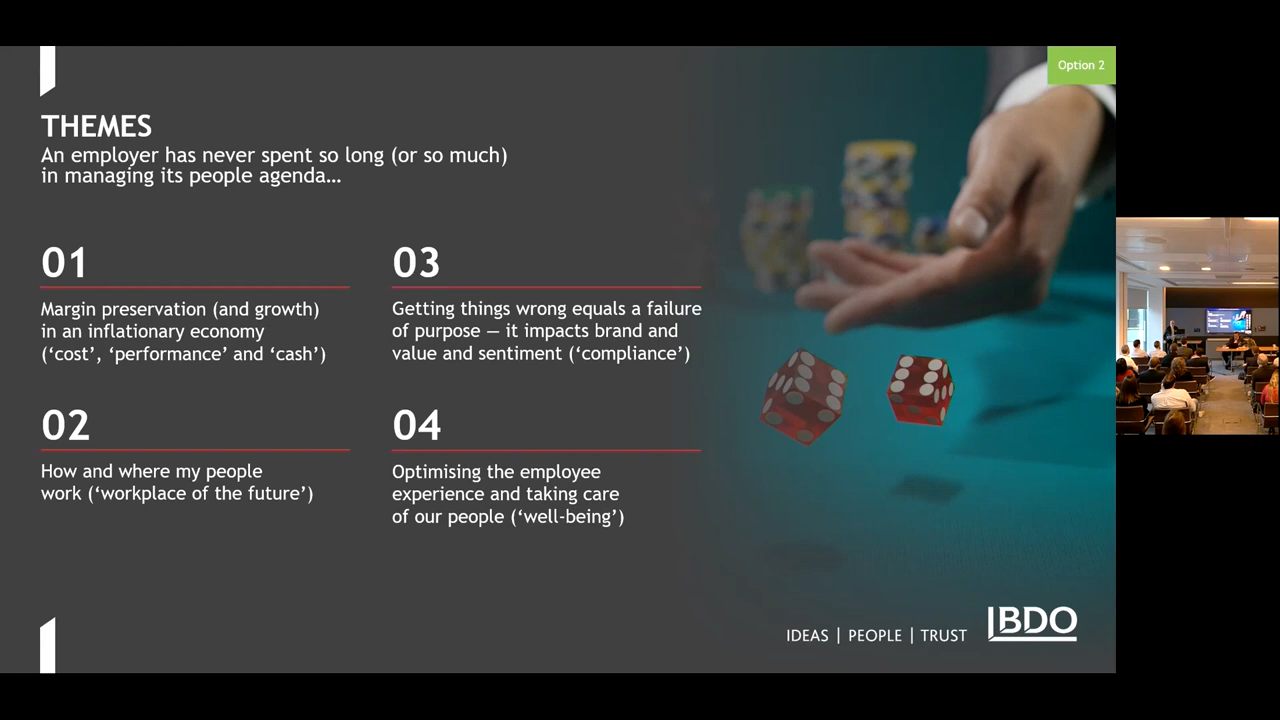 Option 2
THEMES
An employer has never spent so long (or so much)
in managing its people agenda...
01
Margin preservation (and growth)
in an inflationary economy
(‘cost’, ‘performance’ and ‘cash’)
02
How and where my people
work (‘workplace of the future’)
03
Getting things wrong equals a failure
of purpose – it impacts brand and
value and sentiment (‘compliance’)
04
Optimising the employee
experience and taking care
of our people (‘well-being’)
IDEAS | PEOPLE | TRUST
BDO